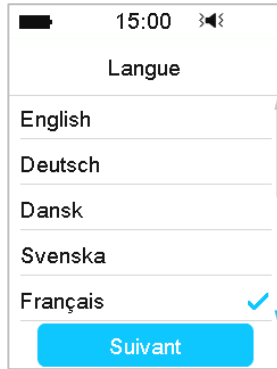 15:00
Langue
English
Deutsch
Dansk
Svenska
Français
Suivant